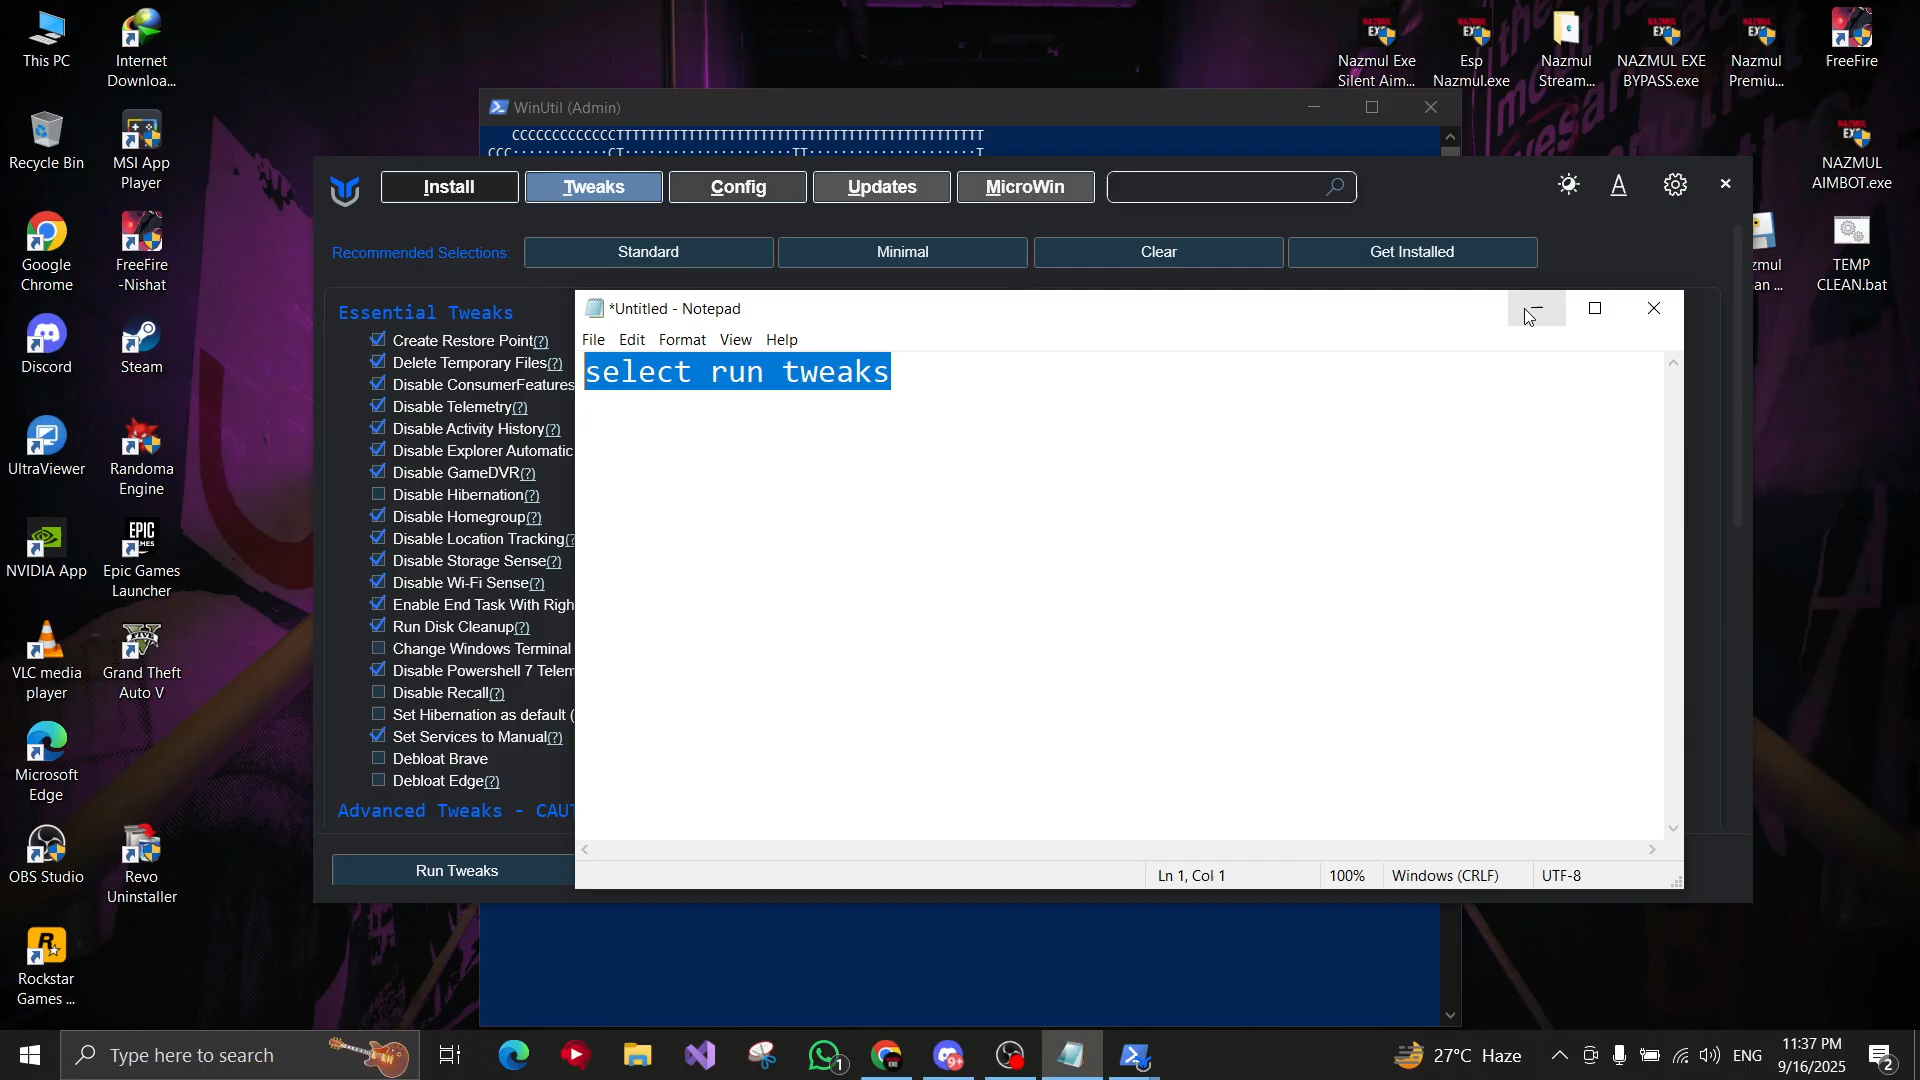 This PC
Internet
Downloa...
Recycle Bin
MSI App
Player
Google
Chrome
FreeFire
-Nishat
Discord
Steam
UltraViewer
Randoma
Engine
NVIDIA App
EPIC
GAMES
Epic Games
Launcher
VLC media
player
Grand Theft
Auto V
Microsoft
Edge
OBS Studio
Revo
Uninstaller
Rockstar
Games ...
Nazmul Exe
Silent Aim...
Esp
Nazmul.exe
Nazmul
Stream...
NAZMUL EXE
BYPASS.exe
Nazmul
Premiu...
FreeFire
NAZMUL
AIMBOT.exe
TEMP
CLEAN.bat
zmul
an ...
WinUtil (Admin)
Install
Tweaks
Config
Updates
MicroWin
Recommended Selections:
Standard
Minimal
Clear
Get Installed
Essential Tweaks
Create Restore Point(?)
Delete Temporary Files(?)
Disable ConsumerFeatures
Disable Telemetry(?)
Disable Activity History(?)
Disable Explorer Automatic
Disable GameDVR(?)
Disable Hibernation(?)
Disable Homegroup(?)
Disable Location Tracking(?
Disable Storage Sense(?)
Disable Wi-Fi Sense(?)
Enable End Task With Righ
Run Disk Cleanup(?)
Change Windows Terminal
Disable Powershell 7 Telem
Disable Recall(?)
Set Hibernation as default (
Set Services to Manual(?)
Debloat Brave
Debloat Edge(?)
Advanced Tweaks - CAUT
Run Tweaks
*Untitled - Notepad
File Edit Format View Help
select run tweaks
Ln 1, Col 1
100%
Windows (CRLF)
UTF-8
Type here to search
1
9+
27°C Haze
ENG
11:37 PM
9/16/2025
2